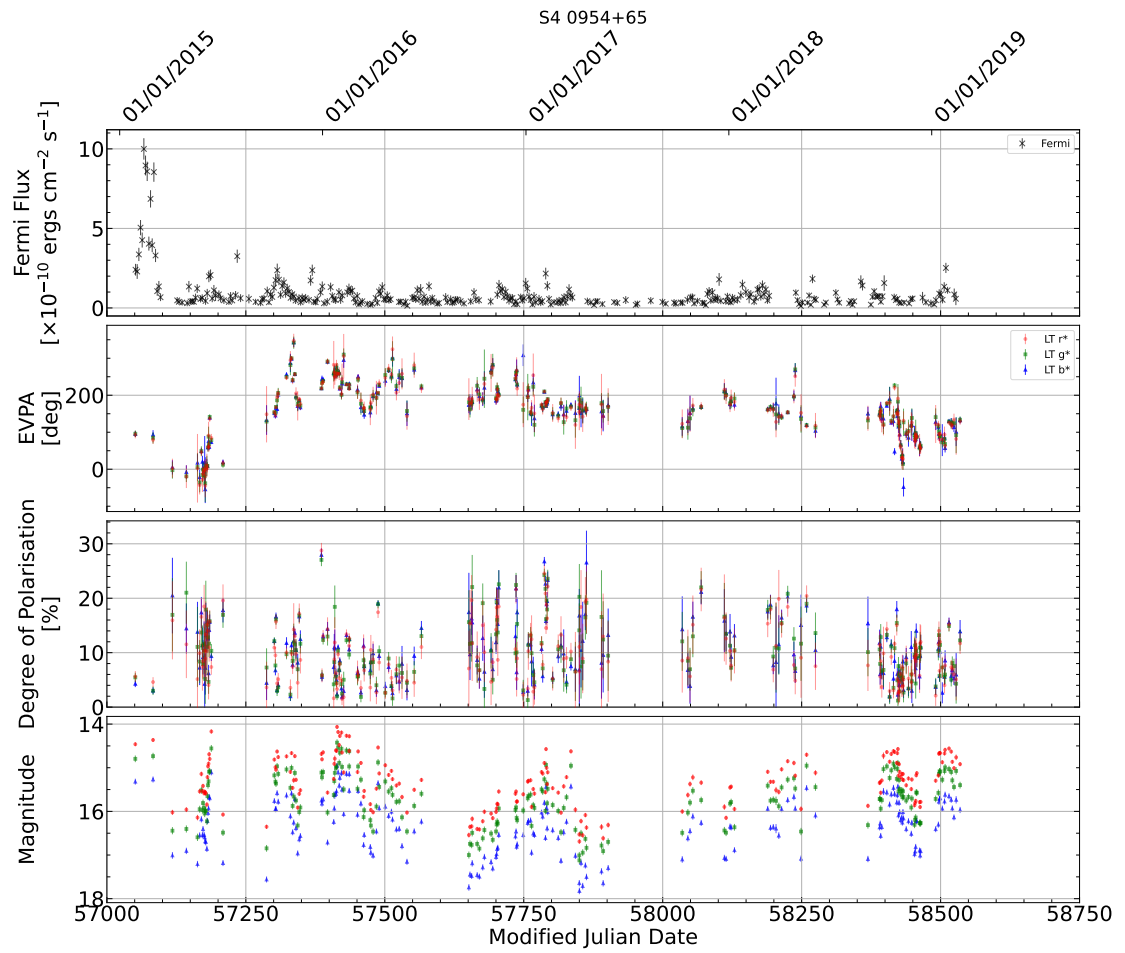 S4 0954+65
01/01/2015
01/01/2016
01/01/2017
01/01/2018
01/01/2019
Fermi Flux
[×10⁻¹⁰ ergs cm⁻² s⁻¹]
10
5
0
Fermi
EVPA
[deg]
200
0
LT r*
LT g*
LT b*
Degree of Polarisation
[%]
30
20
10
0
Magnitude
14
16
18
57000
57250
57500
57750
58000
58250
58500
58750
Modified Julian Date